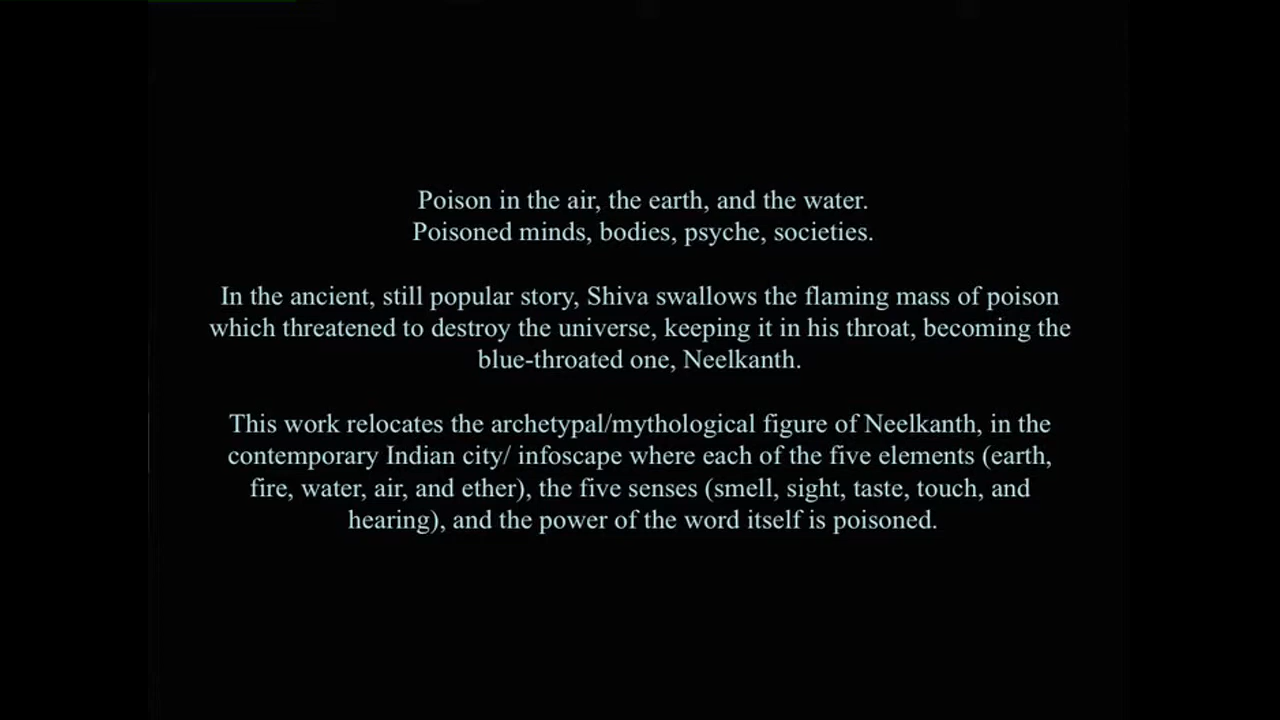 Poison in the air, the earth, and the water.
Poisoned minds, bodies, psyche, societies.
In the ancient, still popular story, Shiva swallows the flaming mass of poison
which threatened to destroy the universe, keeping it in his throat, becoming the
blue-throated one, Neelkanth.
This work relocates the archetypal/mythological figure of Neelkanth, in the
contemporary Indian city/ infoscape where each of the five elements (earth,
fire, water, air, and ether), the five senses (smell, sight, taste, touch, and
hearing), and the power of the word itself is poisoned.